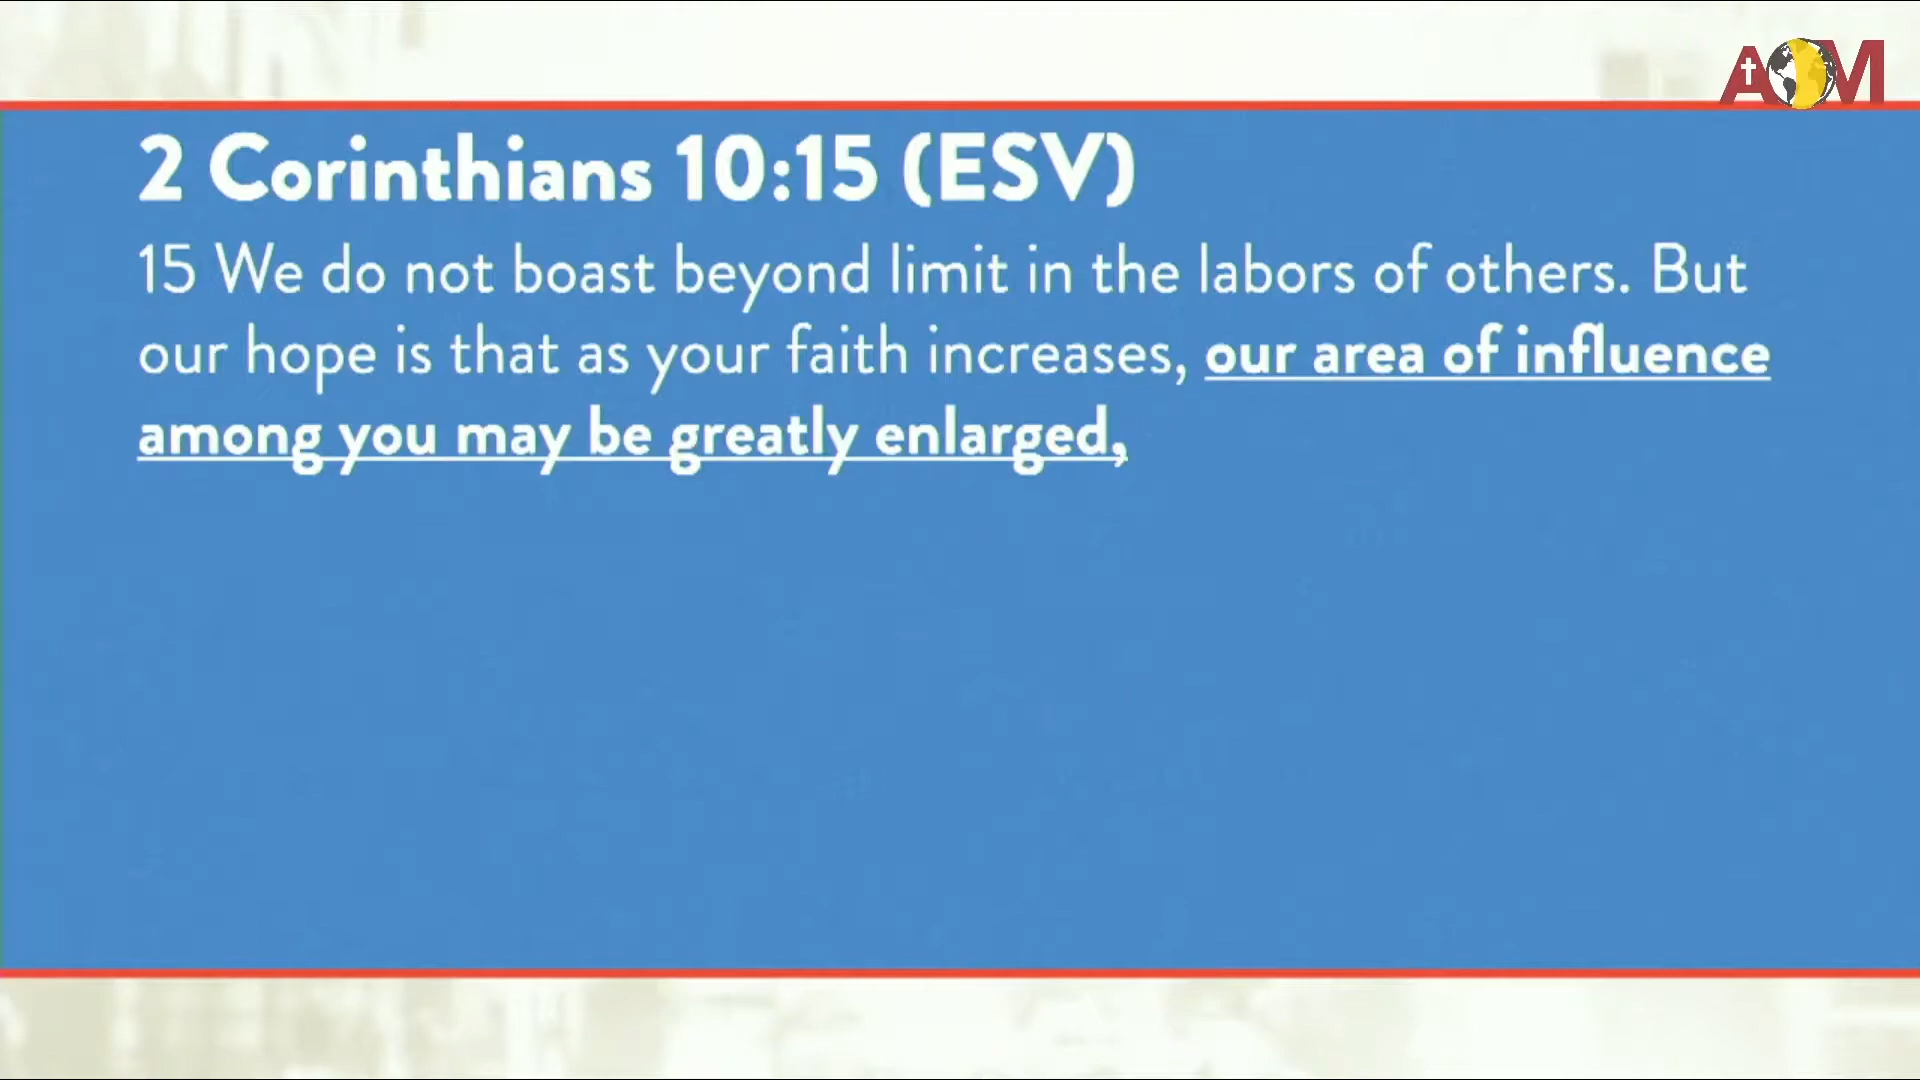 AOM
2 Corinthians 10:15 (ESV)
15 We do not boast beyond limit in the labors of others. But
our hope is that as your faith increases, our area of influence
among you may be greatly enlarged,